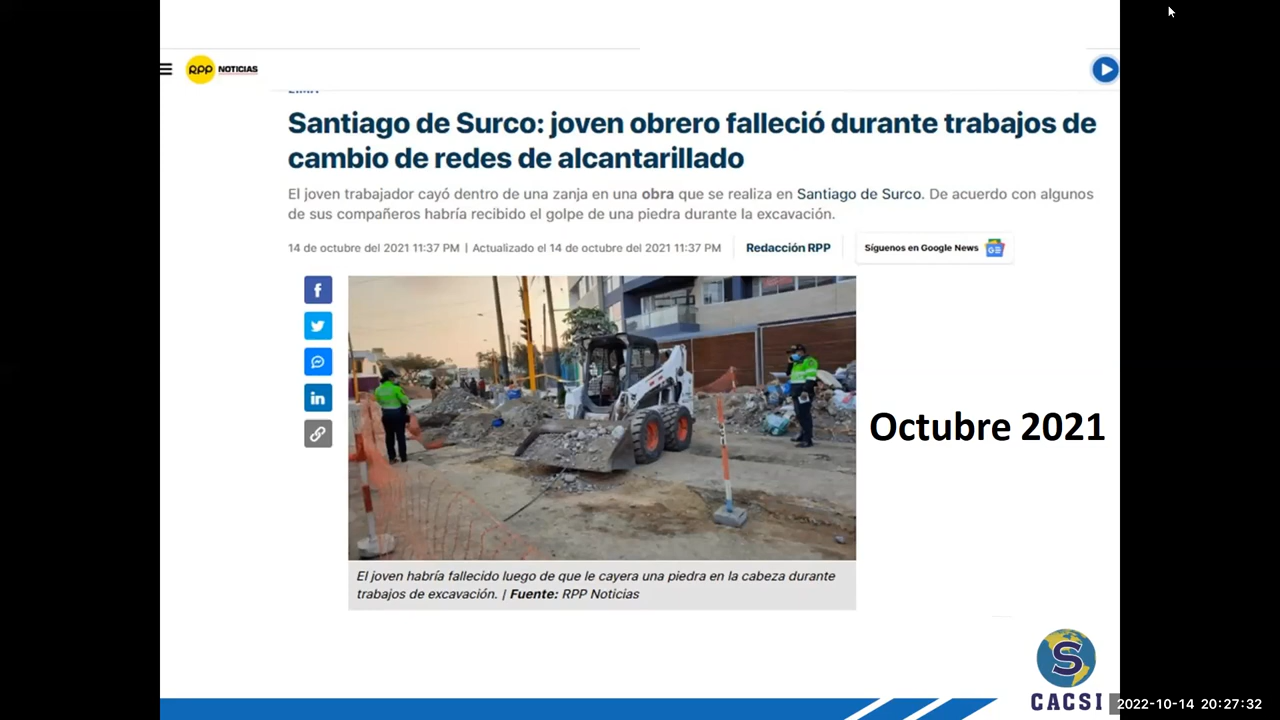 RPP NOTICIAS
LIMA
Santiago de Surco: joven obrero falleció durante trabajos de
cambio de redes de alcantarillado
El joven trabajador cayó dentro de una zanja en una obra que se realiza en Santiago de Surco. De acuerdo con algunos
de sus compañeros habría recibido el golpe de una piedra durante la excavación.
14 de octubre del 2021 11:37 PM | Actualizado el 14 de octubre del 2021 11:37 PM
Redacción RPP
Síguenos en Google News
Octubre 2021
El joven habría fallecido luego de que le cayera una piedra en la cabeza durante
trabajos de excavación. | Fuente: RPP Noticias
S
CACSI
2022-10-14 20:27:32